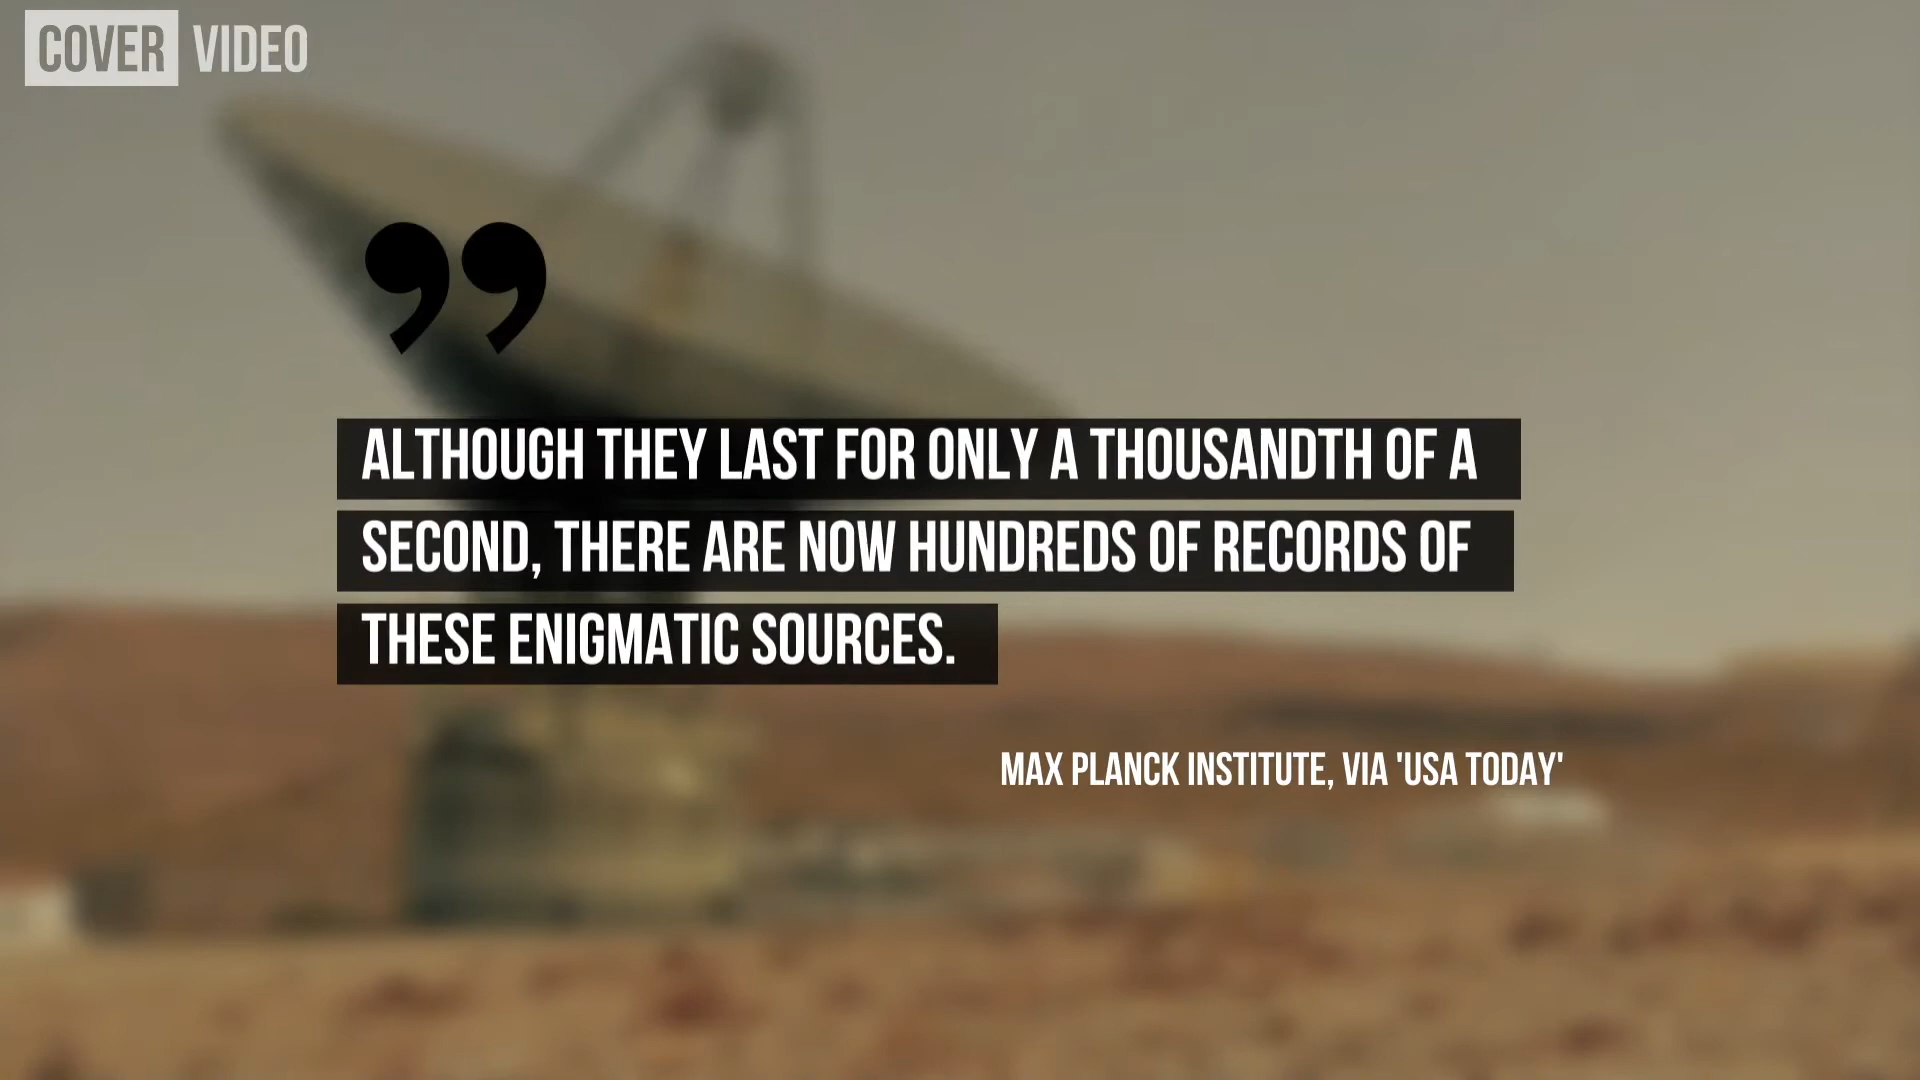 COVER VIDEO
”
ALTHOUGH THEY LAST FOR ONLY A THOUSANDTH OF A
SECOND, THERE ARE NOW HUNDREDS OF RECORDS OF
THESE ENIGMATIC SOURCES.
MAX PLANCK INSTITUTE, VIA 'USA TODAY'